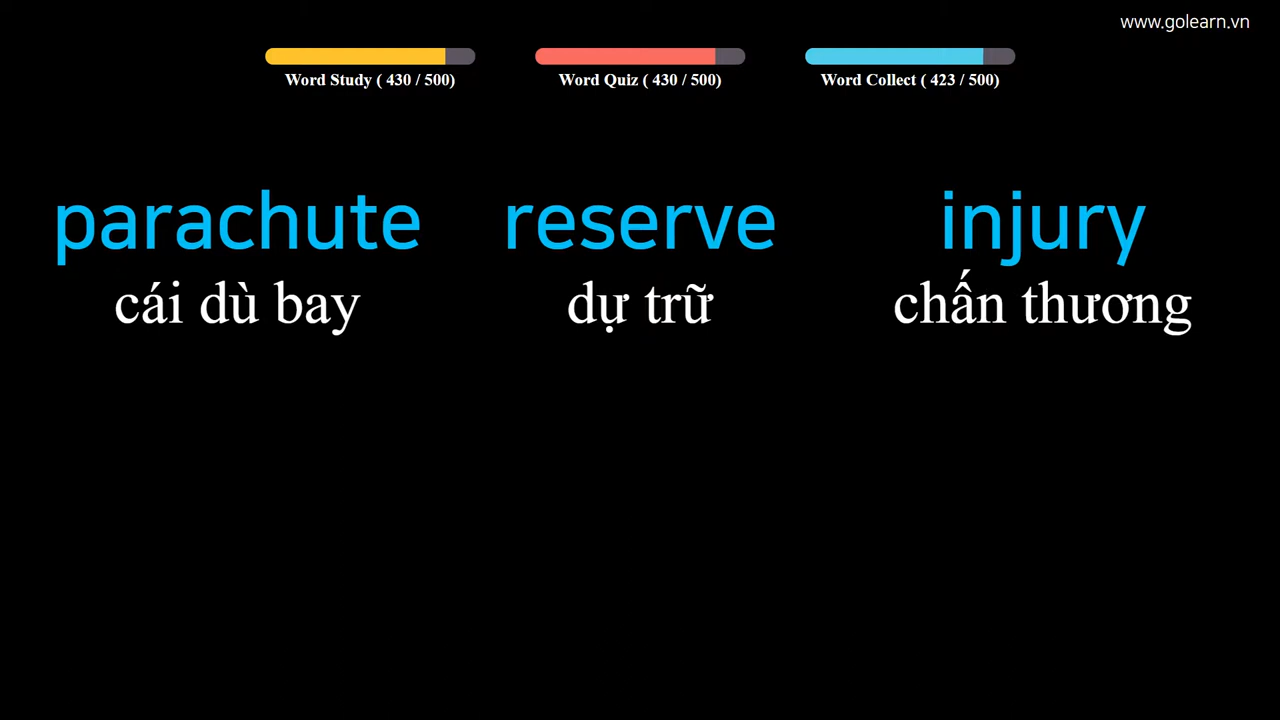 www.golearn.vn
Word Study ( 430 / 500)
Word Quiz ( 430 / 500)
Word Collect ( 423 / 500)
parachute reserve injury
cái dù bay dự trữ chấn thương